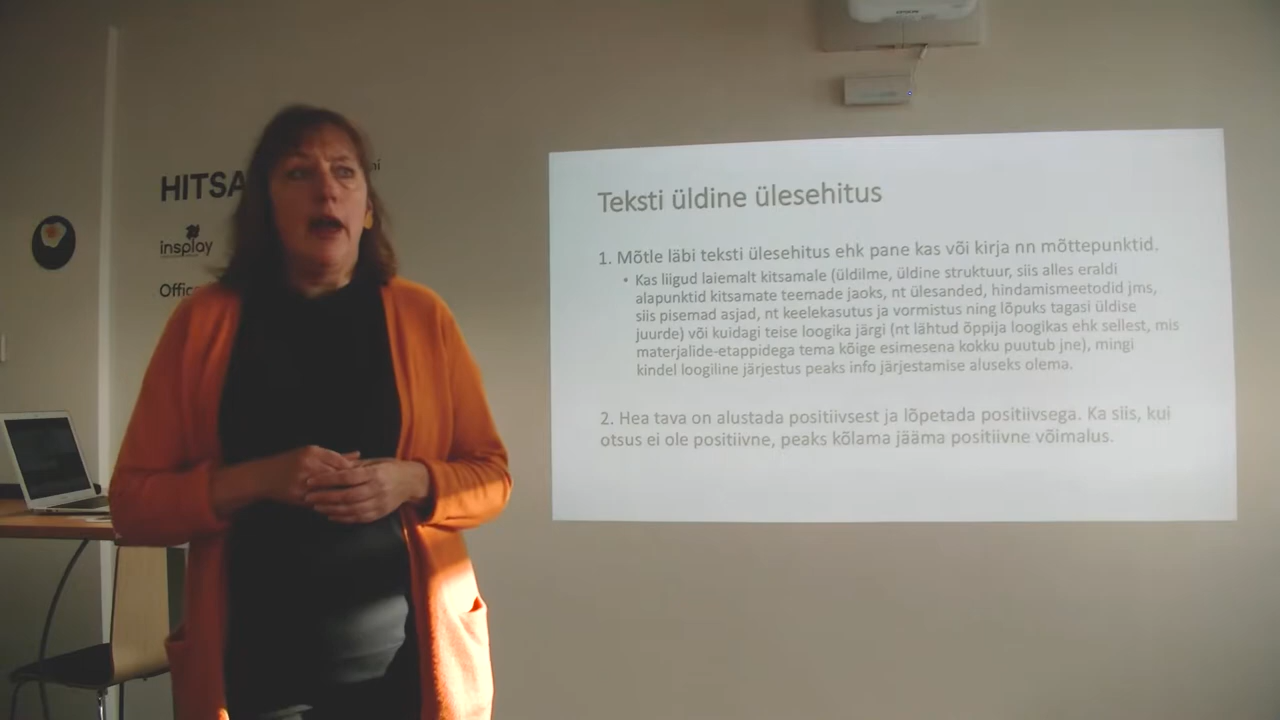 HITSA
insplay
Office
Teksti üldine ülesehitus
1. Mõtle läbi teksti ülesehitus ehk pane kas või kirja nn mõttepunktid.
• Kas liigud laiemalt kitsamale (üldilme, üldine struktuur, siis alles eraldi
alapunktid kitsamate teemade jaoks, nt ülesanded, hindamismeetodid jms,
siis pisemad asjad, nt keelekasutus ja vormistus ning lõpuks tagasi üldise
juurde) või kuidagi teise loogika järgi (nt lähtud õppija loogikas ehk sellest, mis
materjalide-etappidega tema kõige esimesena kokku puutub jne), mingi
kindel loogiline järjestus peaks info järjestamise aluseks olema.
2. Hea tava on alustada positiivsest ja lõpetada positiivsega. Ka siis, kui
otsus ei ole positiivne, peaks kõlama jääma positiivne võimalus.